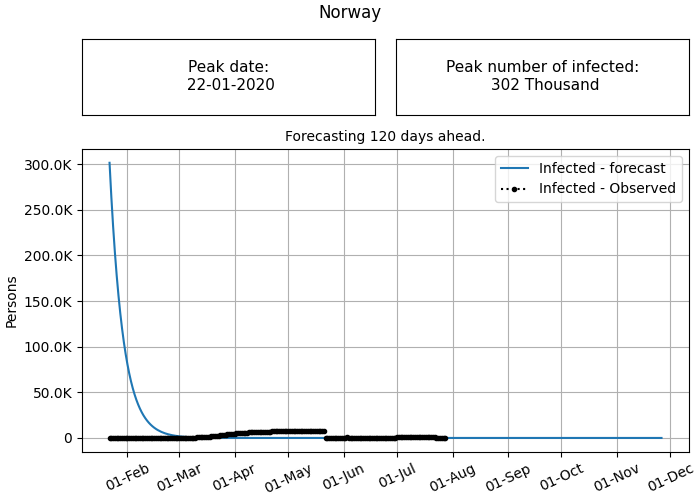 Norway
Peak date:
22-01-2020
Peak number of infected:
302 Thousand
Forecasting 120 days ahead.
Infected - forecast
Infected - Observed
300.0K
250.0K
200.0K
150.0K
100.0K
50.0K
0
Persons
01-Feb
01-Mar
01-Apr
01-May
01-Jun
01-Jul
01-Aug
01-Sep
01-Oct
01-Nov
01-Dec